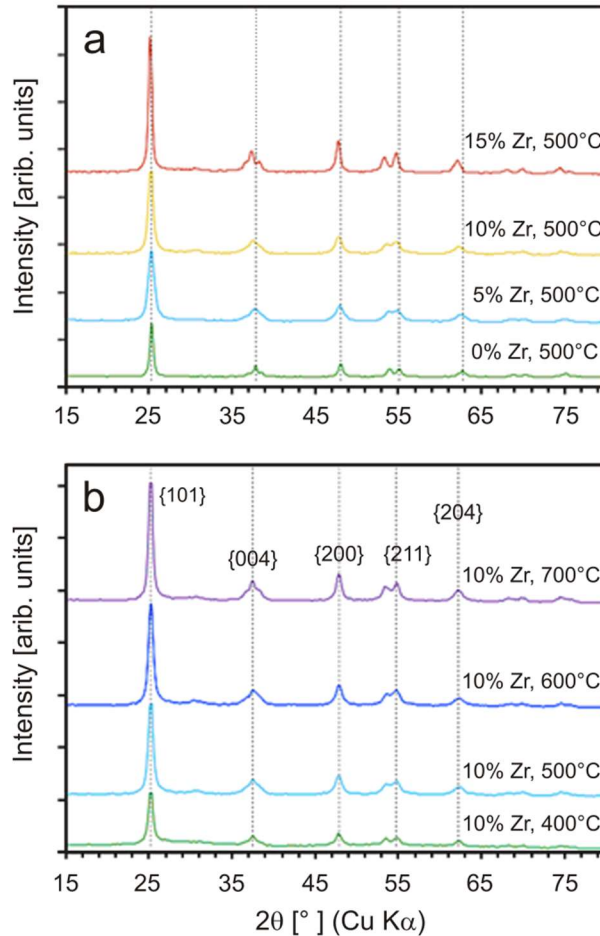 a
Intensity [arib. units]
15% Zr, 500°C
10% Zr, 500°C
5% Zr, 500°C
0% Zr, 500°C
15 25 36 45 55 65 75
b
Intensity [arib. units]
{101}
{004}
{200}
{211}
{204}
10% Zr, 700°C
10% Zr, 600°C
10% Zr, 500°C
10% Zr, 400°C
15 25 36 45 55 65 75
2θ [° ] (Cu Kα)